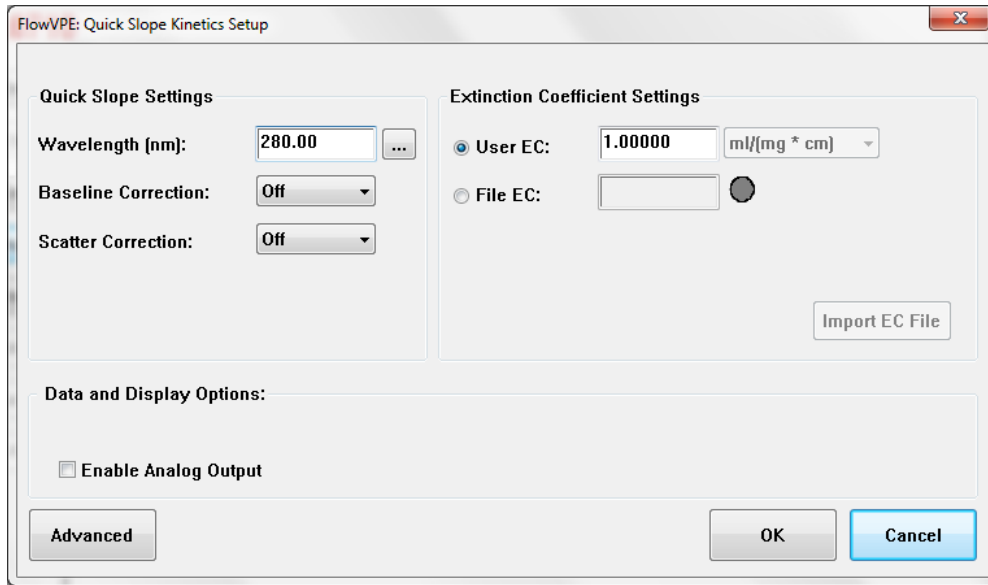 FlowVPE: Quick Slope Kinetics Setup
Quick Slope Settings
Wavelength (nm): 280.00 ...
Baseline Correction: Off
Scatter Correction: Off
Extinction Coefficient Settings
User EC: 1.00000 ml/(mg * cm)
File EC:
Import EC File
Data and Display Options:
Enable Analog Output
Advanced OK Cancel